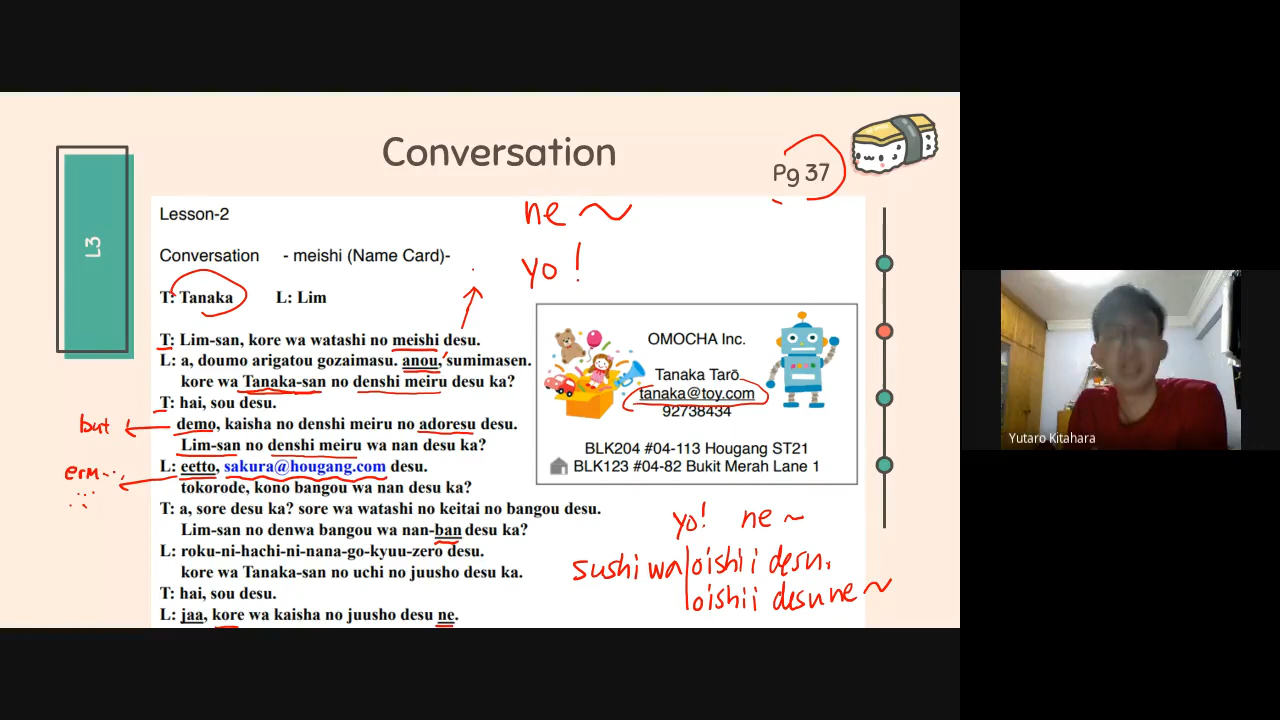 Conversation
Pg 37
L3
Lesson-2
ne ~
Conversation - meishi (Name Card)-
yo!
T: Tanaka L: Lim
T: Lim-san, kore wa watashi no meishi desu.
L: a, doumo arigatou gozaimasu. anou, sumimasen.
kore wa Tanaka-san no denshi meiru desu ka?
T: hai, sou desu.
but
demo, kaisha no denshi meiru no adoresu desu.
Lim-san no denshi meiru wa nan desu ka?
erm...
L: eetto, sakura@hougang.com desu.
tokorode, kono bangou wa nan desu ka?
T: a, sore desu ka? sore wa watashi no keitai no bangou desu.
Lim-san no denwa bangou wa nan-ban desu ka?
L: roku-ni-hachi-ni-nana-go-kyuu-zero desu.
kore wa Tanaka-san no uchi no juusho desu ka.
T: hai, sou desu.
L: jaa, kore wa kaisha no juusho desu ne.
OMOCHA Inc.
Tanaka Tarō
tanaka@toy.com
92738434
BLK204 #04-113 Hougang ST21
BLK123 #04-82 Bukit Merah Lane 1
yo! ne ~
sushi wa oishii desu.
oishii desu ne ~
Yutaro Kitahara